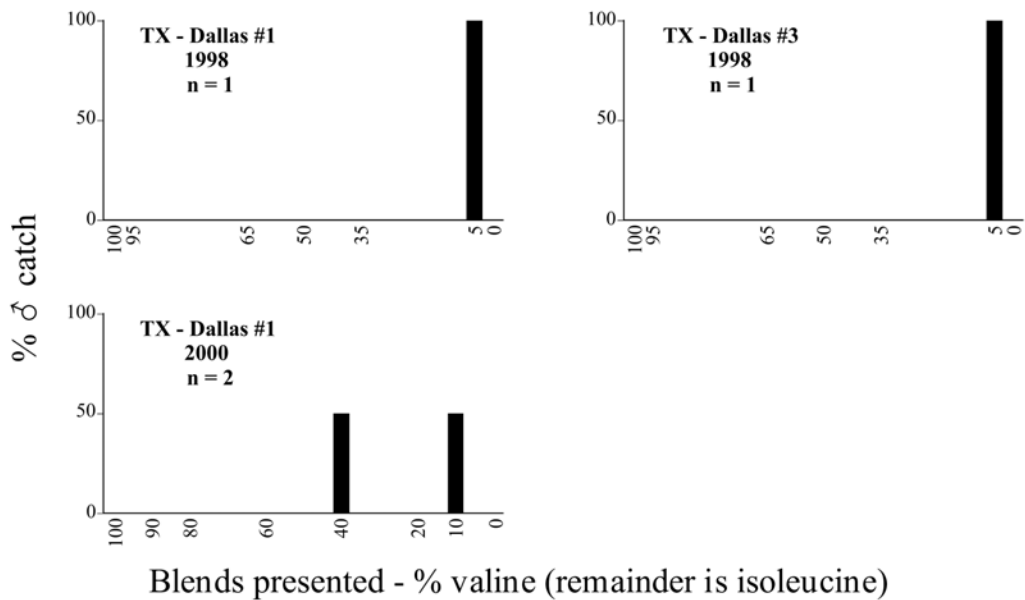 TX - Dallas #1
1998
n = 1
100
50
0
100 95 65 50 35 5 0
TX - Dallas #3
1998
n = 1
100
50
0
100 95 65 50 35 5 0
% ♂ catch
TX - Dallas #1
2000
n = 2
100
50
0
100 90 80 60 40 20 10 0
Blends presented - % valine (remainder is isoleucine)